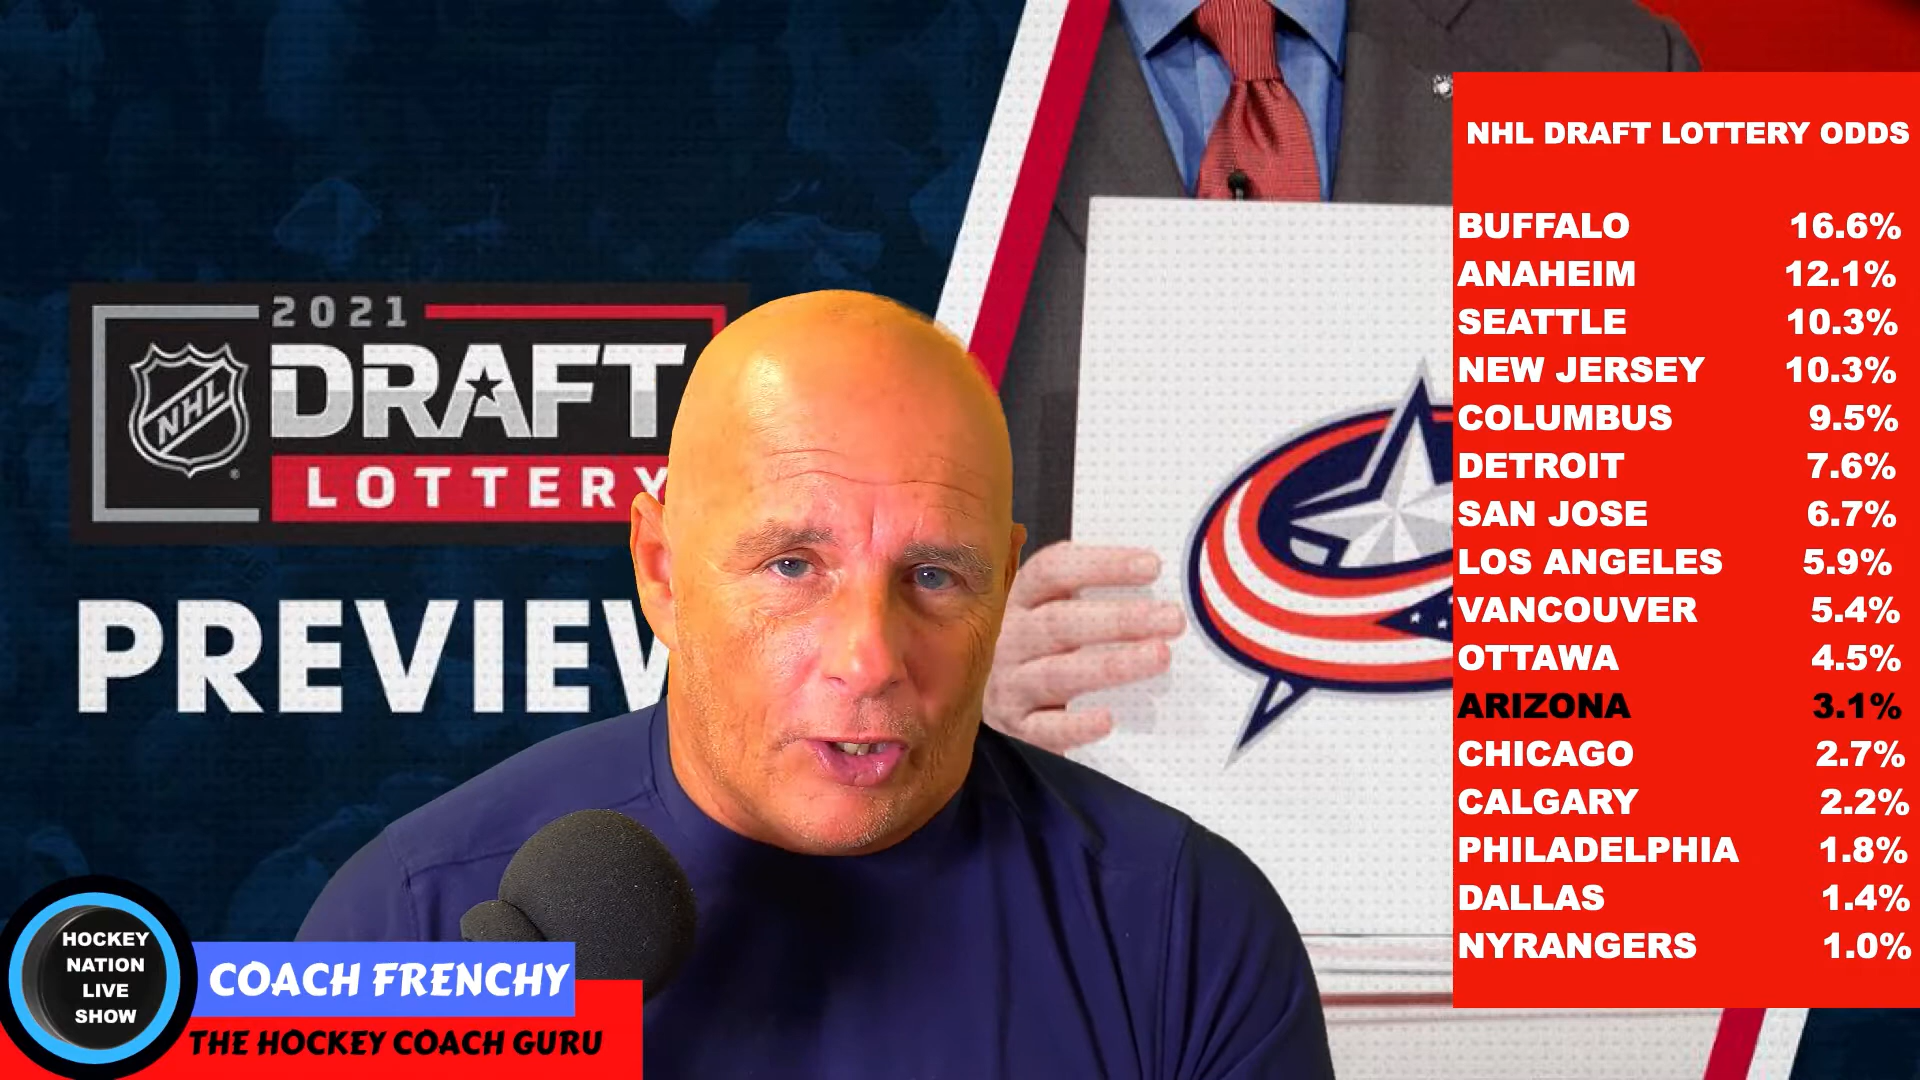 2021
NHL
DRAFT
LOTTERY
PREVIEW
NHL DRAFT LOTTERY ODDS
BUFFALO 16.6%
ANAHEIM 12.1%
SEATTLE 10.3%
NEW JERSEY 10.3%
COLUMBUS 9.5%
DETROIT 7.6%
SAN JOSE 6.7%
LOS ANGELES 5.9%
VANCOUVER 5.4%
OTTAWA 4.5%
ARIZONA 3.1%
CHICAGO 2.7%
CALGARY 2.2%
PHILADELPHIA 1.8%
DALLAS 1.4%
NYRANGERS 1.0%
HOCKEY
NATION
LIVE
SHOW
COACH FRENCHY
THE HOCKEY COACH GURU